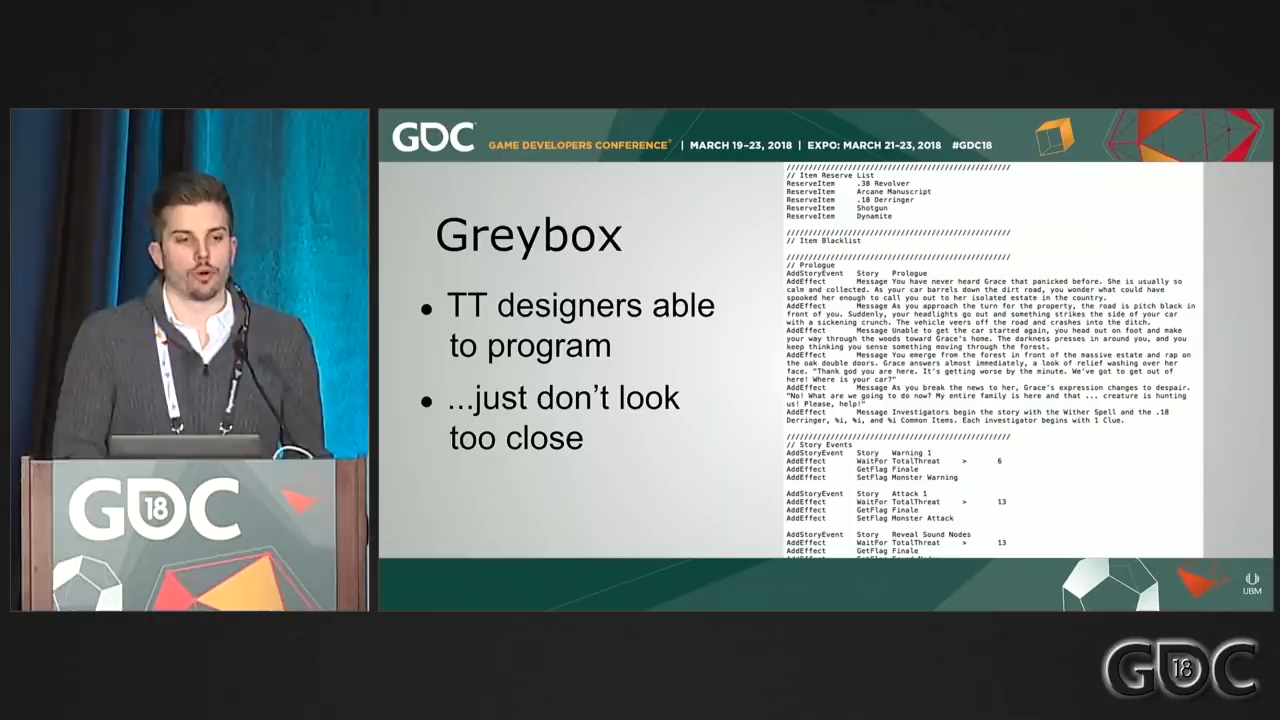 GDC
GAME DEVELOPERS CONFERENCE® | MARCH 19–23, 2018 | EXPO: MARCH 21–23, 2018 #GDC18
Greybox
• TT designers able
to program
• ...just don't look
too close
//////////////////////////////////////////////////
// Item Reserve List
ReserveItem .38 Revolver
ReserveItem Arcane Manuscript
ReserveItem .18 Derringer
ReserveItem Shotgun
ReserveItem Dynamite
//////////////////////////////////////////////////
// Item Blacklist
//////////////////////////////////////////////////
// Prologue
AddStoryEvent Story Prologue
AddEffect Message You have never heard Grace that panicked before. She is usually so
calm and collected. As your car barrels down the dirt road, you wonder what could have
spooked her enough to call you out to her isolated estate in the country.
AddEffect Message As you approach the turn for the property, the road is pitch black in
front of you. Suddenly, your headlights go out and something strikes the side of your car
with a sickening crunch. The vehicle veers off the road and crashes into the ditch.
AddEffect Message Unable to get the car started again, you head out on foot and make
your way through the woods toward Grace's home. The darkness presses in around you, and you
keep thinking you sense something moving through the forest.
AddEffect Message You emerge from the forest in front of the massive estate and rap on
the oak double doors. Grace answers almost immediately, a look of relief washing over her
face. "Thank god you are here. It's getting worse by the minute. We've got to get out of
here! Where is your car?"
AddEffect Message As you break the news to her, Grace's expression changes to despair.
"No! What are we going to do now? My entire family is here and that ... creature is hunting
us! Please, help!"
AddEffect Message Investigators begin the story with the Wither Spell and the .18
Derringer, %i, %i, and %i Common Items. Each investigator begins with 1 Clue.
//////////////////////////////////////////////////
// Story Events
AddStoryEvent Story Warning 1
AddEffect WaitFor TotalThreat > 6
AddEffect GetFlag Finale
AddEffect SetFlag Monster Warning
AddStoryEvent Story Attack 1
AddEffect WaitFor TotalThreat > 13
AddEffect GetFlag Finale
AddEffect SetFlag Monster Attack
AddStoryEvent Story Reveal Sound Nodes
AddEffect WaitFor TotalThreat > 13
AddEffect GetFlag Finale
GDC 18
UBM
GDC 18